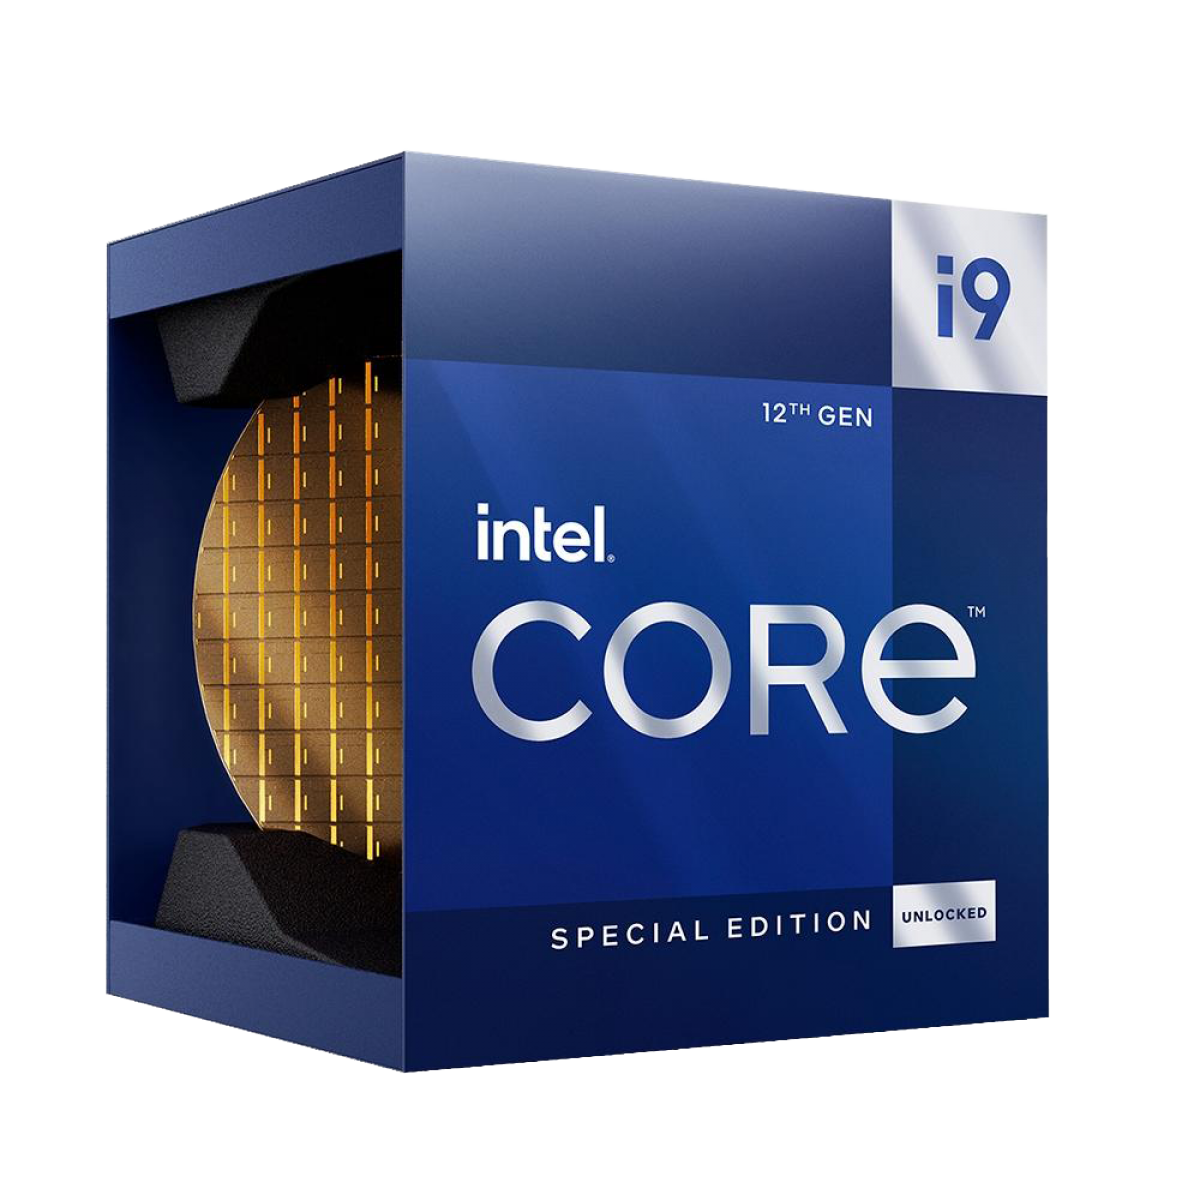 i9
12TH GEN
intel®
CORe™
SPECIAL EDITION
UNLOCKED